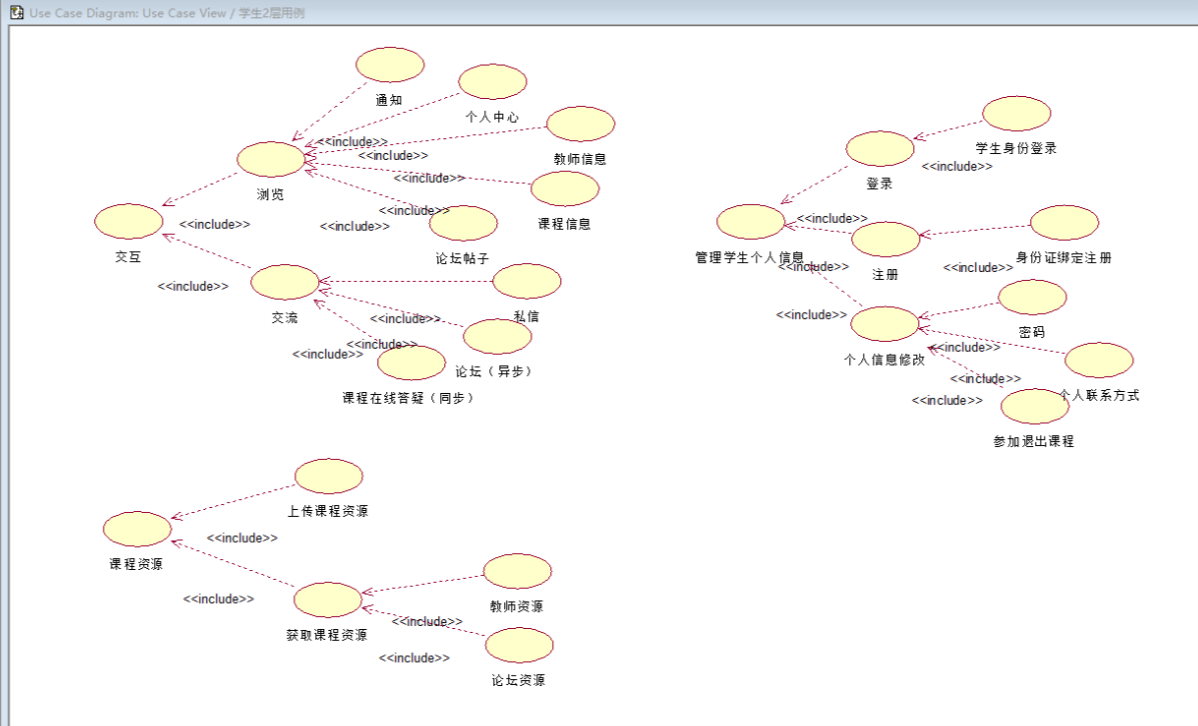 Use Case Diagram: Use Case View / 学生2层用例
通知
个人中心
<<include>>
<<include>>
教师信息
浏览
<<include>>
课程信息
<<include>>
<<include>>
<<include>>
论坛帖子
交互
<<include>>
交流
私信
<<include>>
<<include>>
<<include>>
论坛（异步）
课程在线答疑（同步）
学生身份登录
<<include>>
登录
<<include>>
管理学生个人信息
<<include>>
注册
身份证绑定注册
<<include>>
<<include>>
密码
<<include>>
个人信息修改
<<include>>
<<include>>
个人联系方式
参加退出课程
上传课程资源
<<include>>
课程资源
<<include>>
教师资源
<<include>>
获取课程资源
<<include>>
论坛资源